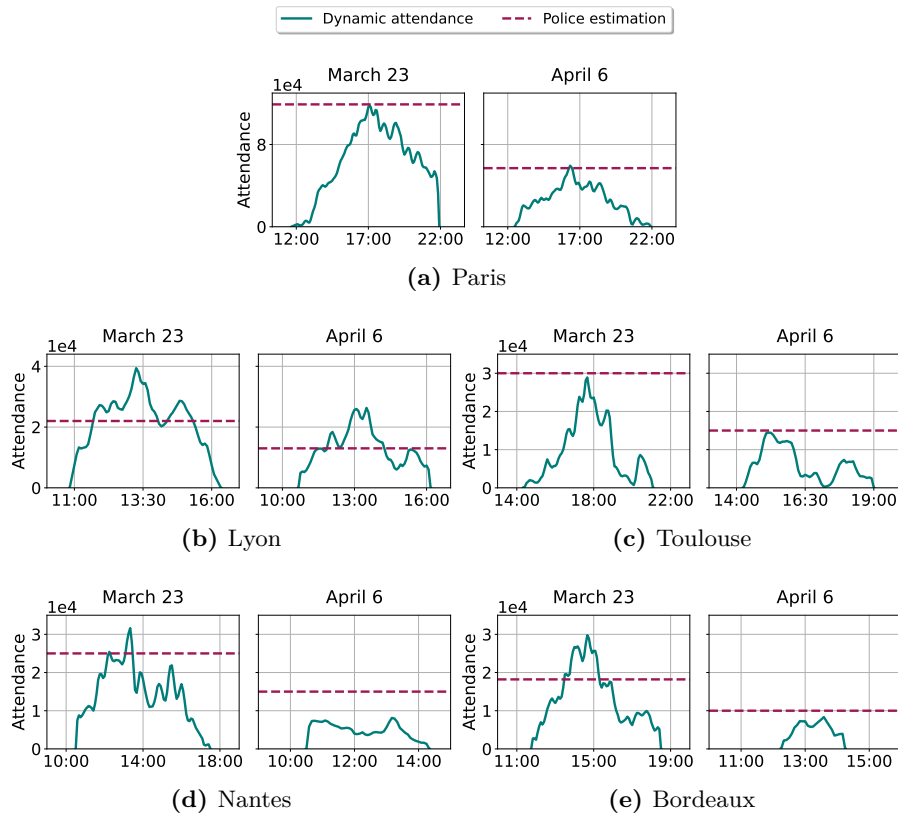 Dynamic attendance Police estimation
March 23 April 6
1e4
Attendance
8
0
12:00 17:00 22:00 12:00 17:00 22:00
(a) Paris
March 23 April 6 March 23 April 6
1e4 1e4
Attendance Attendance
4 3
2 2
0 1
0
11:00 13:30 16:00 10:00 13:00 16:00 14:00 18:00 22:00 14:00 16:30 19:00
(b) Lyon (c) Toulouse
March 23 April 6 March 23 April 6
1e4 1e4
Attendance Attendance
3 3
2 2
1 1
0 0
10:00 14:00 18:00 10:00 12:00 14:00 11:00 15:00 19:00 11:00 13:00 15:00
(d) Nantes (e) Bordeaux